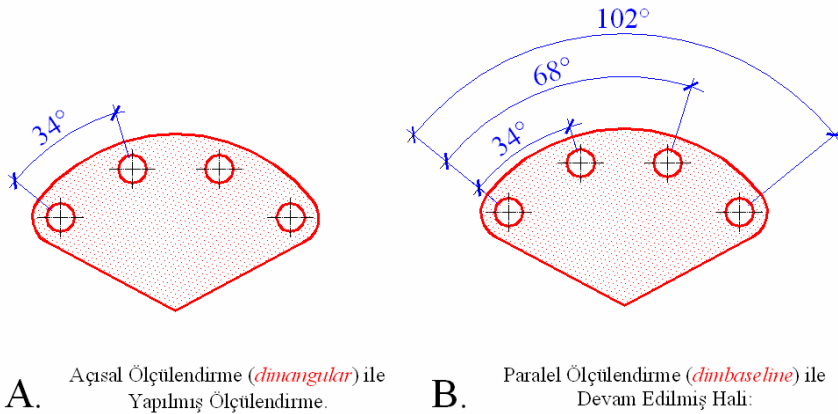 102°
68°
34°
34°
A. Açısal Ölçülendirme (dimangular) ile
Yapılmış Ölçülendirme.
B. Paralel Ölçülendirme (dimbaseline) ile
Devam Edilmiş Hali: